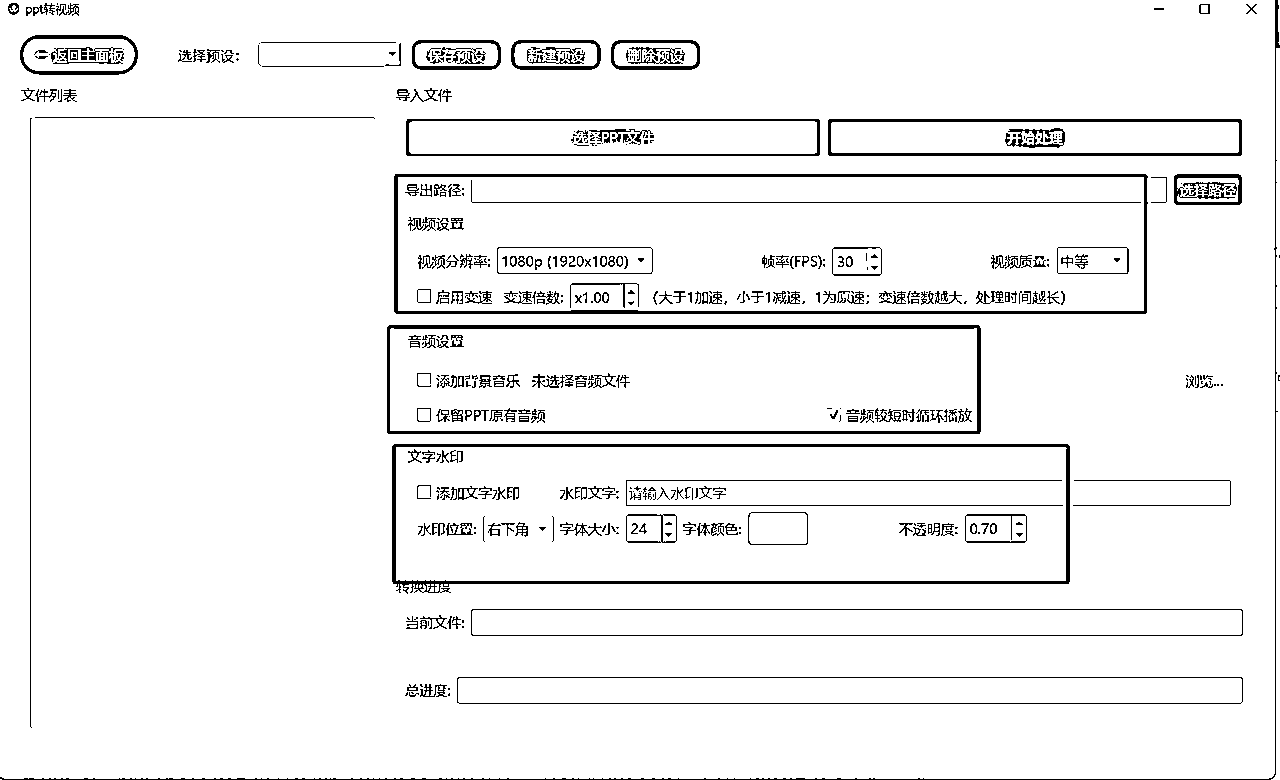 ppt转视频
返回主面板 选择预设: 保存预设 新建预设 删除预设
文件列表
导入文件
选择PPT文件 开始处理
导出路径: 选择路径
视频设置
视频分辨率: 1080p (1920x1080) 帧率(FPS): 30 视频质量: 中等
启用变速 变速倍数: x1.00 (大于1加速，小于1减速，1为原速；变速倍数越大，处理时间越长)
音频设置
添加背景音乐 未选择音频文件 浏览...
保留PPT原有音频 音频较短时循环播放
文字水印
添加文字水印 水印文字: 请输入水印文字
水印位置: 右下角 字体大小: 24 字体颜色: 不透明度: 0.70
转换进度
当前文件:
总进度: